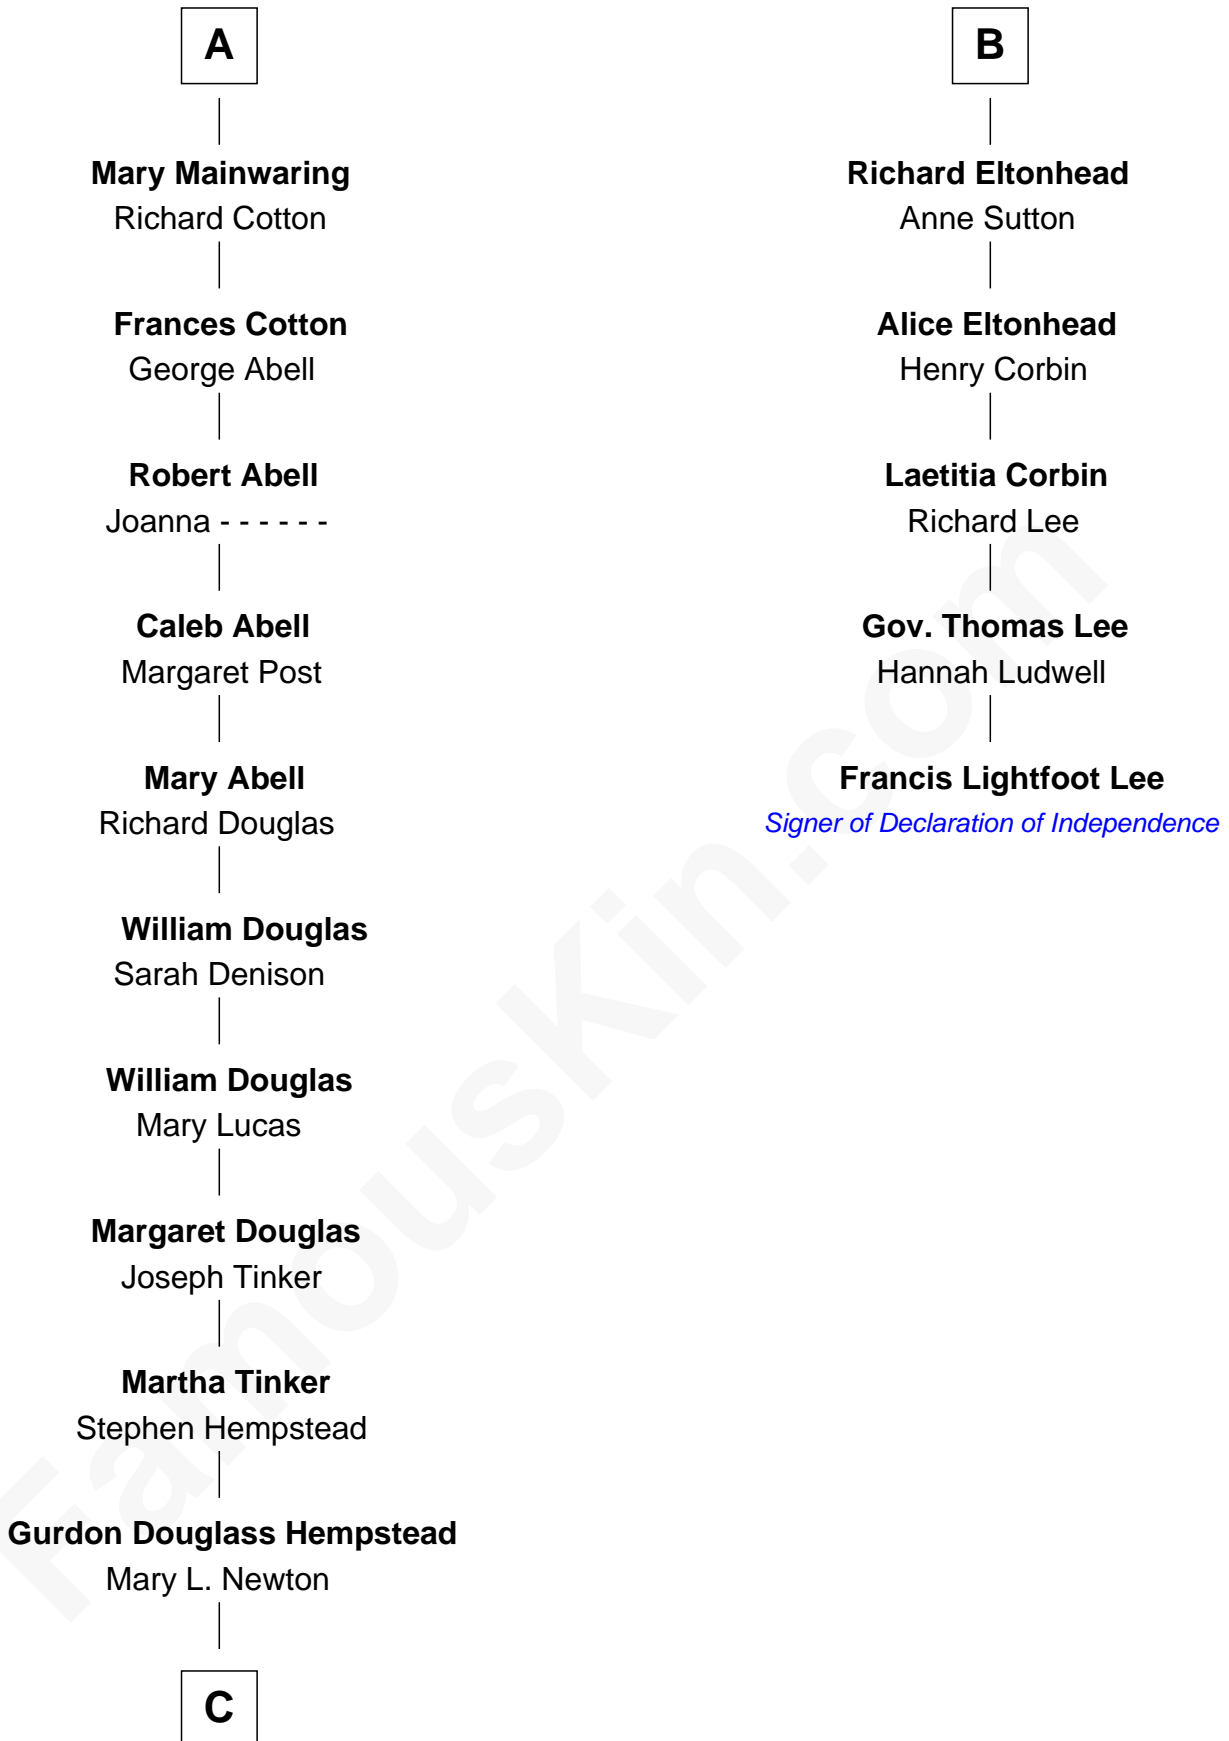 A
Mary Mainwaring
Richard Cotton
Frances Cotton
George Abell
Robert Abell
Joanna - - - - - -
Caleb Abell
Margaret Post
Mary Abell
Richard Douglas
William Douglas
Sarah Denison
William Douglas
Mary Lucas
Margaret Douglas
Joseph Tinker
Martha Tinker
Stephen Hempstead
Gurdon Douglass Hempstead
Mary L. Newton
C
B
Richard Eltonhead
Anne Sutton
Alice Eltonhead
Henry Corbin
Laetitia Corbin
Richard Lee
Gov. Thomas Lee
Hannah Ludwell
Francis Lightfoot Lee
Signer of Declaration of Independence
FamousKin.com